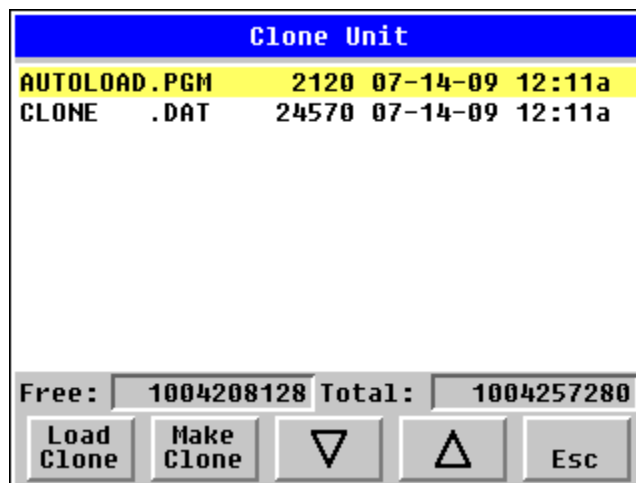 Clone Unit
AUTOLOAD.PGM 2120 07-14-09 12:11a
CLONE .DAT 24570 07-14-09 12:11a
Free: 1004208128 Total: 1004257280
Load Clone Make Clone Esc